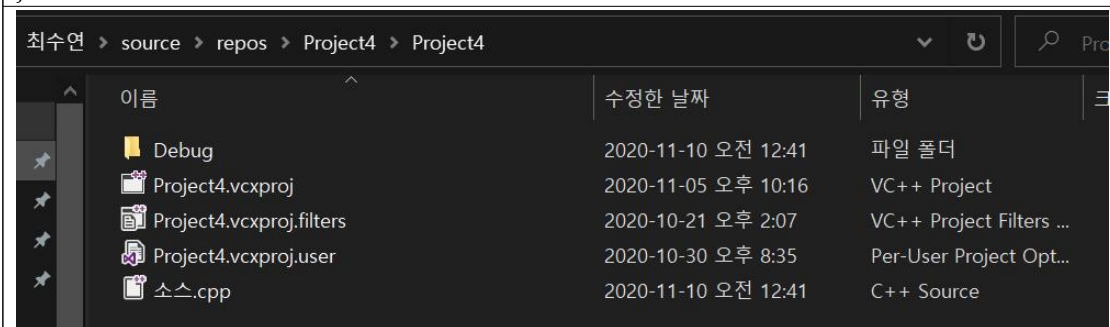 최수연 > source > repos > Project4 > Project4
이름 수정한 날짜 유형
Debug 2020-11-10 오전 12:41 파일 폴더
Project4.vcxproj 2020-11-05 오후 10:16 VC++ Project
Project4.vcxproj.filters 2020-10-21 오후 2:07 VC++ Project Filters ...
Project4.vcxproj.user 2020-10-30 오후 8:35 Per-User Project Opt...
소스.cpp 2020-11-10 오전 12:41 C++ Source